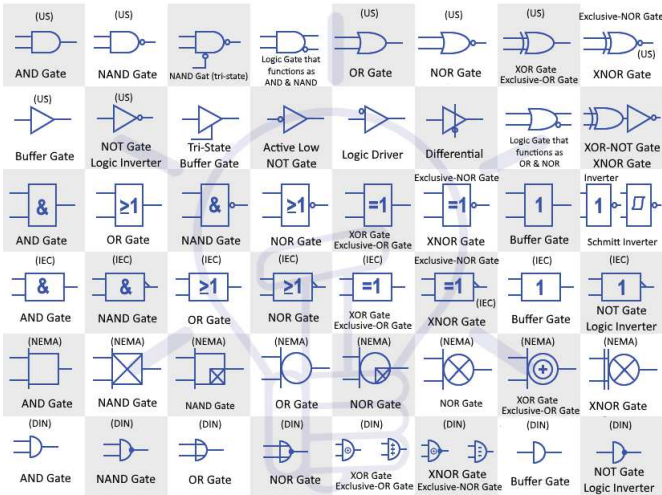 (US)
AND Gate
(US)
NAND Gate
NAND Gat (tri-state)
Logic Gate that
functions as
AND & NAND
(US)
OR Gate
(US)
NOR Gate
(US)
XOR Gate
Exclusive-OR Gate
Exclusive-NOR Gate
(US)
XNOR Gate
(US)
Buffer Gate
(US)
NOT Gate
Logic Inverter
Tri-State
Buffer Gate
Active Low
NOT Gate
Logic Driver
Differential
Logic Gate that
functions as
OR & NOR
XOR-NOT Gate
XNOR Gate
&
AND Gate
≥1
OR Gate
&
NAND Gate
≥1
NOR Gate
=1
XOR Gate
Exclusive-OR Gate
Exclusive-NOR Gate
=1
XNOR Gate
1
Buffer Gate
Inverter
1
Schmitt Inverter
(IEC)
&
AND Gate
(IEC)
&
NAND Gate
(IEC)
≥1
OR Gate
(IEC)
≥1
NOR Gate
(IEC)
=1
XOR Gate
Exclusive-OR Gate
Exclusive-NOR Gate
=1
(IEC)
XNOR Gate
(IEC)
1
Buffer Gate
(IEC)
1
NOT Gate
Logic Inverter
(NEMA)
AND Gate
(NEMA)
NAND Gate
(NEMA)
NAND Gate
(NEMA)
OR Gate
(NEMA)
NOR Gate
(NEMA)
NOR Gate
(NEMA)
XOR Gate
Exclusive-OR Gate
(NEMA)
XNOR Gate
(DIN)
AND Gate
(DIN)
NAND Gate
(DIN)
OR Gate
(DIN)
NOR Gate
(DIN)
XOR Gate
Exclusive-OR Gate
(DIN)
XNOR Gate
Exclusive-NOR Gate
(DIN)
Buffer Gate
(DIN)
NOT Gate
Logic Inverter